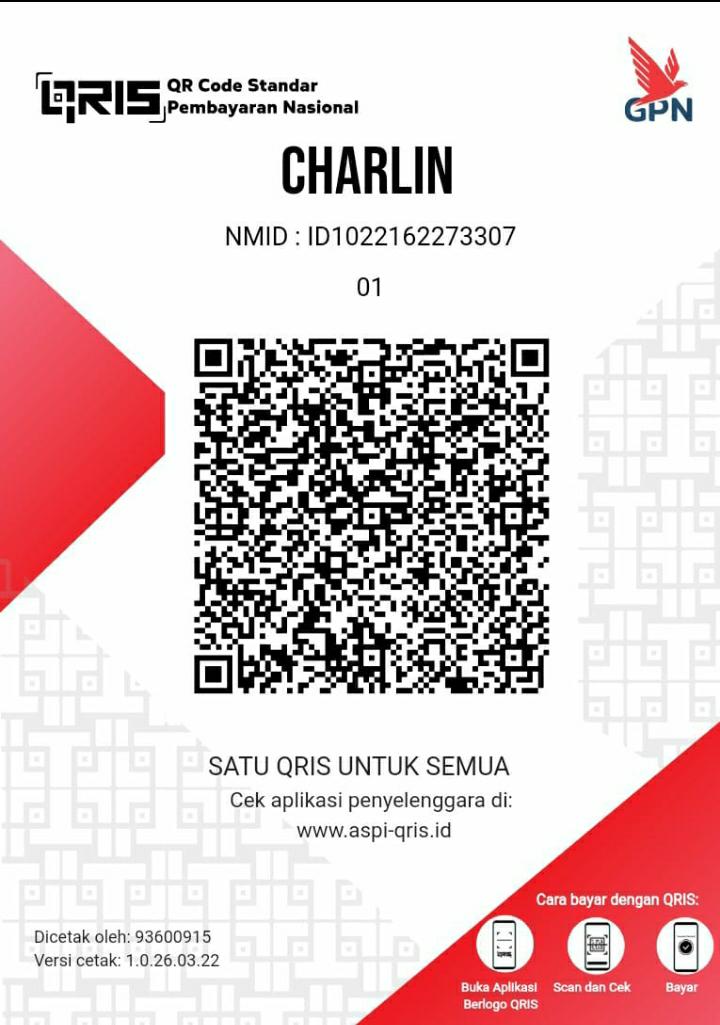 QRIS QR Code Standar
Pembayaran Nasional
GPN
CHARLIN
NMID : ID1022162273307
01
SATU QRIS UNTUK SEMUA
Cek aplikasi penyelenggara di:
www.aspi-qris.id
Cara bayar dengan QRIS:
Dicetak oleh: 93600915
Versi cetak: 1.0.26.03.22
Buka Aplikasi
Berlogo QRIS
Scan dan Cek
Bayar